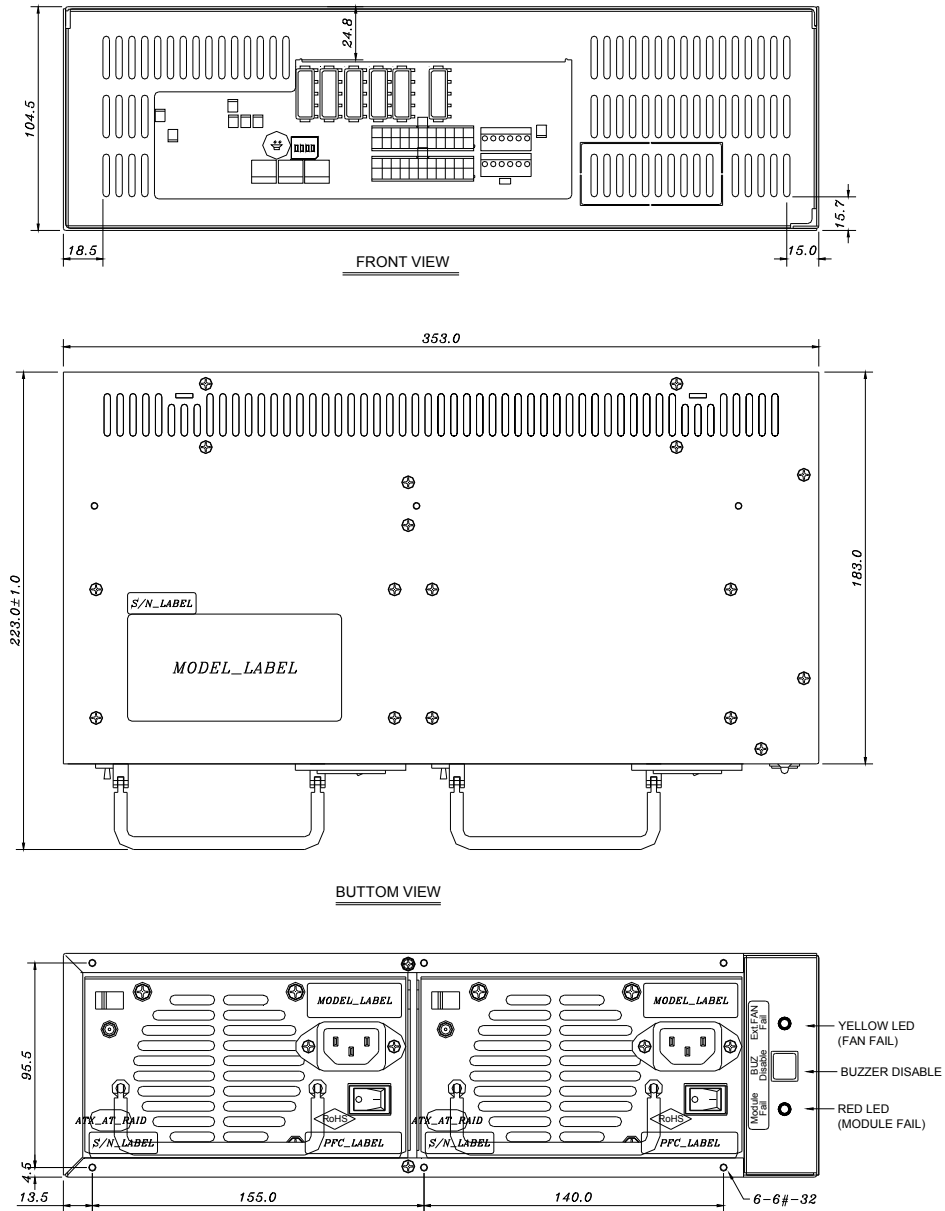 24.8
104.5
15.7
18.5
15.0
FRONT VIEW
353.0
223.0±1.0
183.0
S/N_LABEL
MODEL_LABEL
BUTTOM VIEW
MODEL_LABEL
MODEL_LABEL
Ext.FAN
Fail
BUZ
Disable
Module
Fail
YELLOW LED
(FAN FAIL)
BUZZER DISABLE
RED LED
(MODULE FAIL)
95.5
ATX_AT_RAID
RoHS
ATX_AT_RAID
RoHS
S/N_LABEL
PFC_LABEL
S/N_LABEL
PFC_LABEL
4.5
13.5
155.0
140.0
6-6#-32